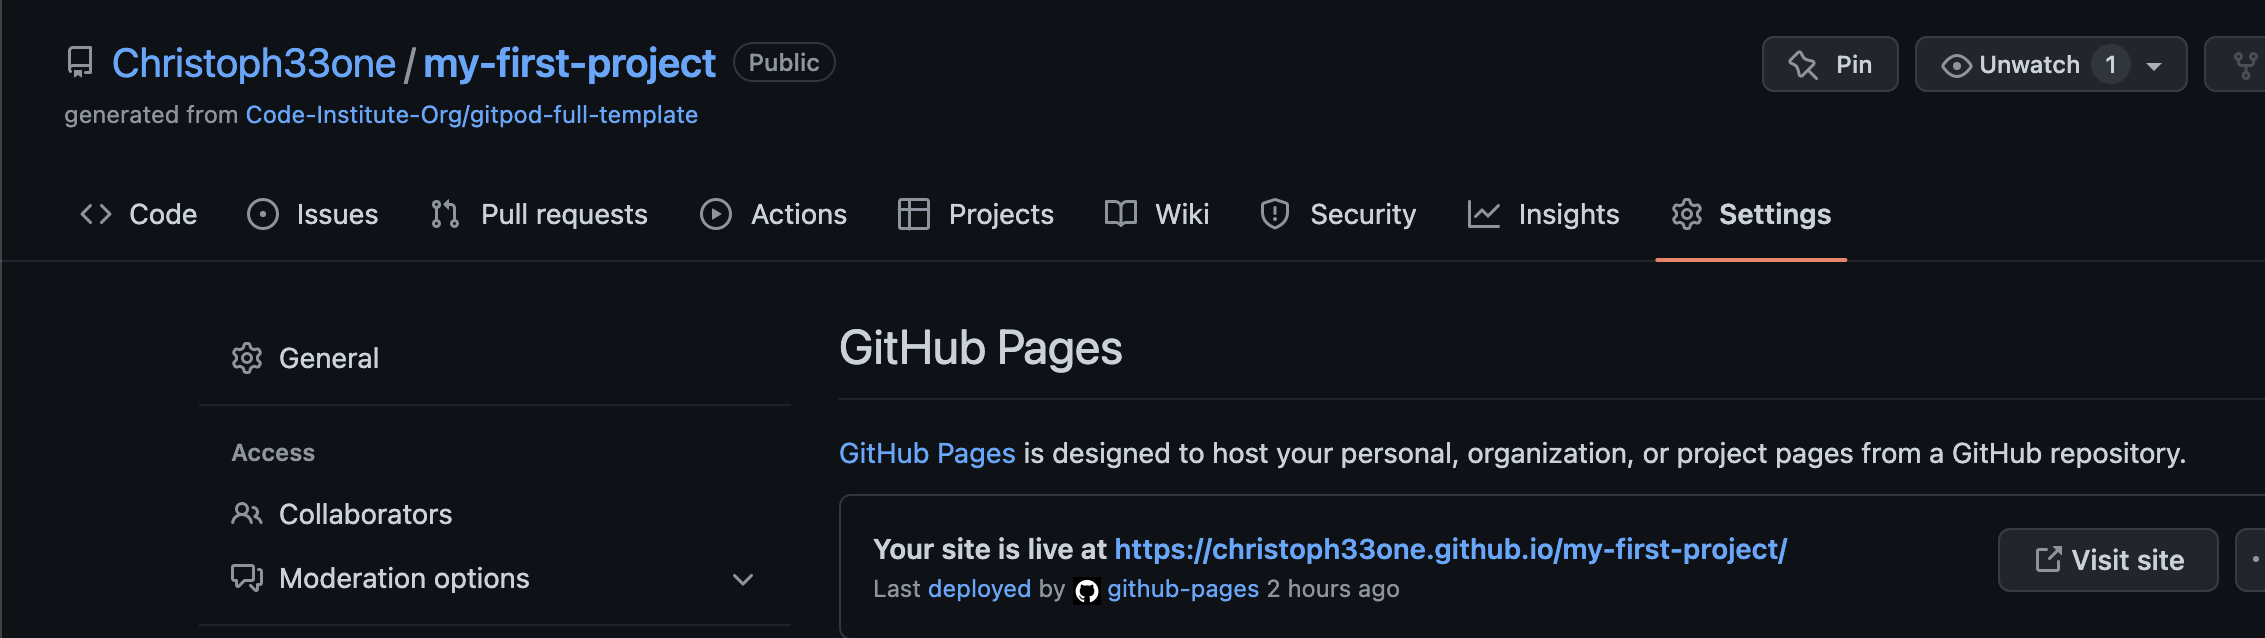 Christoph33one / my-first-project Public
Pin
Unwatch 1
generated from Code-Institute-Org/gitpod-full-template
Code Issues Pull requests Actions Projects Wiki Security Insights Settings
General
Access
Collaborators
Moderation options
GitHub Pages
GitHub Pages is designed to host your personal, organization, or project pages from a GitHub repository.
Your site is live at https://christoph33one.github.io/my-first-project/
Last deployed by github-pages 2 hours ago
Visit site